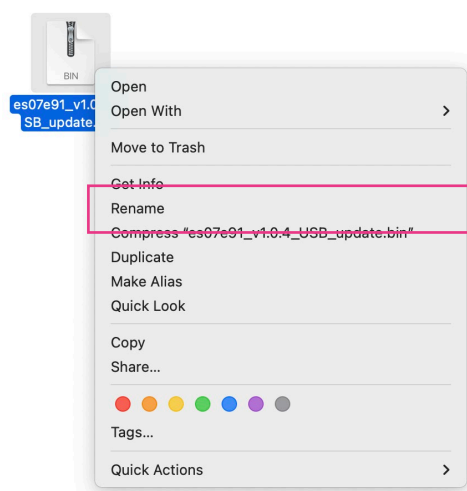 BIN
es07e91_v1.0
SB_update.
Open
Open With
Move to Trash
Get Info
Rename
Compress “es07e91_v1.0.4_USB_update.bin”
Duplicate
Make Alias
Quick Look
Copy
Share...
Tags...
Quick Actions